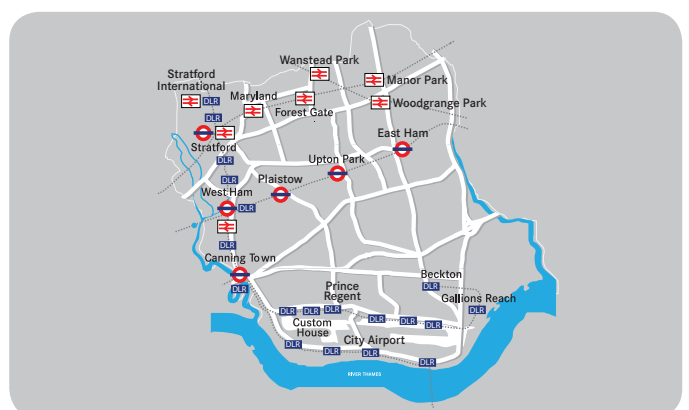 Wanstead Park
Stratford
International
Manor Park
DLR
Maryland
Forest Gate
Woodgrange Park
DLR
Stratford
East Ham
DLR
Upton Park
DLR
Plaistow
West Ham
DLR
DLR
Canning Town
DLR
Beckton
DLR
Prince
Regent
Gallions Reach
DLR
DLR
DLR
DLR
DLR
DLR
DLR
Custom
House
City Airport
DLR
DLR
DLR
DLR
RIVER THAMES